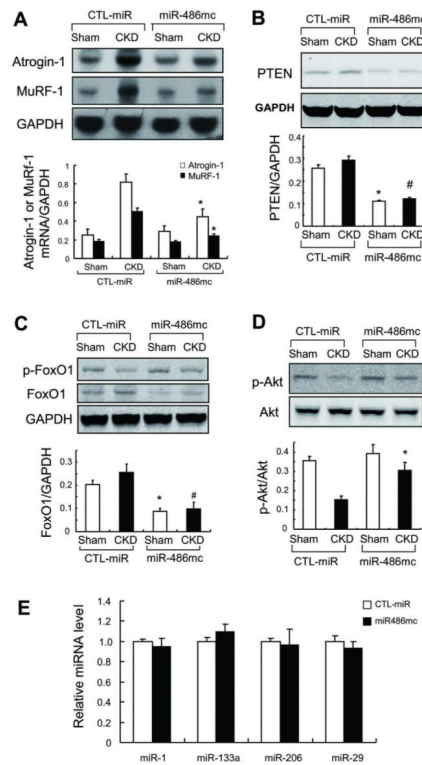 A
CTL-miR miR-486mc
Sham CKD Sham CKD
Atrogin-1
MuRF-1
GAPDH
Atrogin-1 or MuRf-1
mRNA/GAPDH
1
0.8
0.6
0.4
0.2
0
Atrogin-1
MuRF-1
*
*
Sham CKD Sham CKD
CTL-miR miR-486mc
B
CTL-miR miR-486mc
Sham CKD Sham CKD
PTEN
GAPDH
PTEN/GAPDH
0.3
0.2
0.1
0
* #
Sham CKD Sham CKD
CTL-miR miR-486mc
C
CTL-miR miR-486mc
Sham CKD Sham CKD
p-FoxO1
FoxO1
GAPDH
FoxO1/GAPDH
0.3
0.2
0.1
0
* #
Sham CKD Sham CKD
CTL-miR miR-486mc
D
CTL-miR miR-486mc
Sham CKD Sham CKD
p-Akt
Akt
p-Akt/Akt
0.4
0.2
0
*
Sham CKD Sham CKD
CTL-miR miR-486mc
E
Relative miRNA level
1.4
1.2
1.0
0.8
0.6
0.4
0.2
0
CTL-miR
miR486mc
miR-1 miR-133a miR-206 miR-29